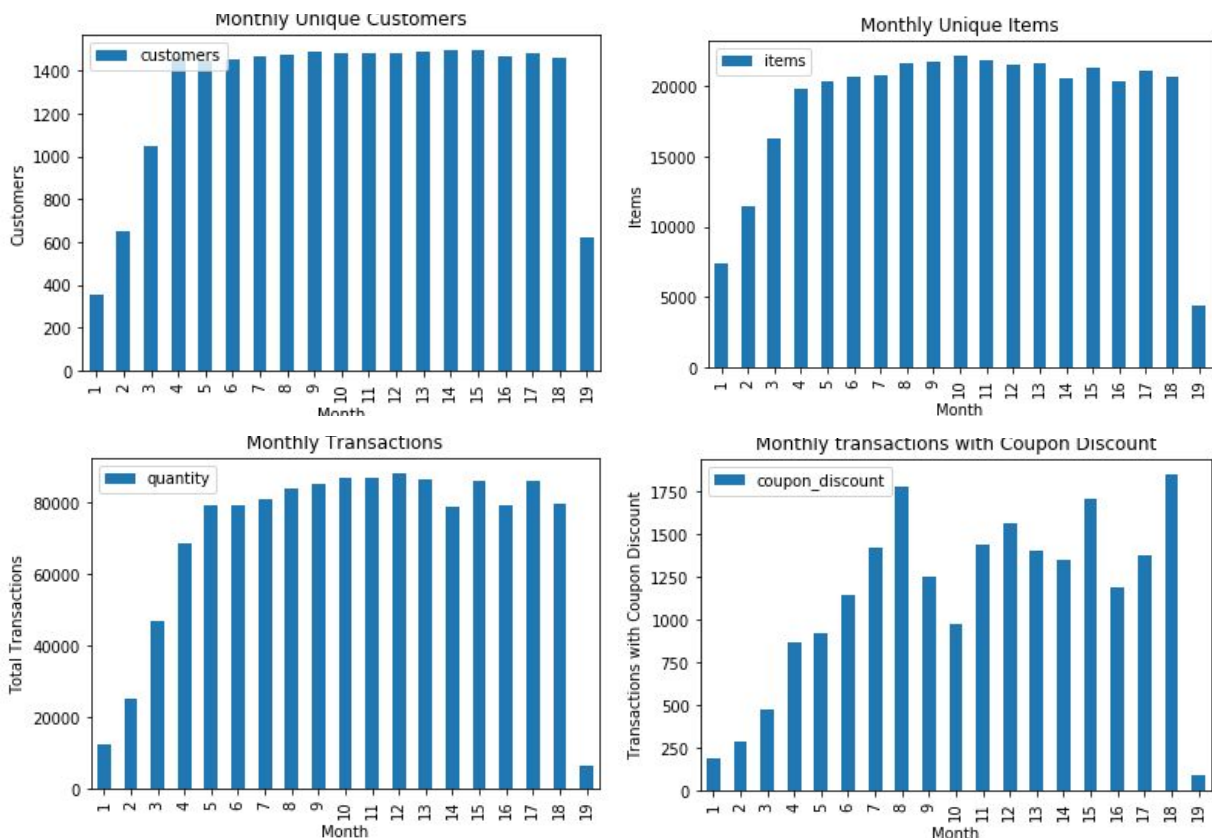 Monthly Unique Customers
customers
1400
1200
1000
800
600
400
200
0
Customers
1 2 3 4 5 6 7 8 9 10 11 12 13 14 15 16 17 18 19
Month
Monthly Unique Items
items
20000
15000
10000
5000
0
Items
1 2 3 4 5 6 7 8 9 10 11 12 13 14 15 16 17 18 19
Month
Monthly Transactions
quantity
80000
60000
40000
20000
0
Total Transactions
1 2 3 4 5 6 7 8 9 10 11 12 13 14 15 16 17 18 19
Month
Monthly transactions with Coupon Discount
coupon_discount
1750
1500
1250
1000
750
500
250
0
Transactions with Coupon Discount
1 2 3 4 5 6 7 8 9 10 11 12 13 14 15 16 17 18 19
Month